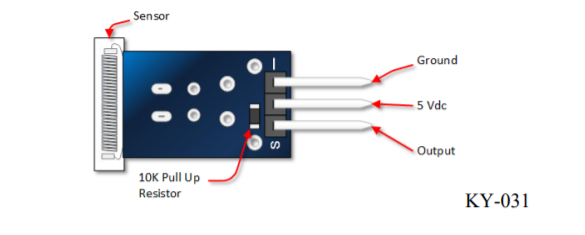 Sensor
Ground
5 Vdc
Output
S
10K Pull Up
Resistor
KY-031